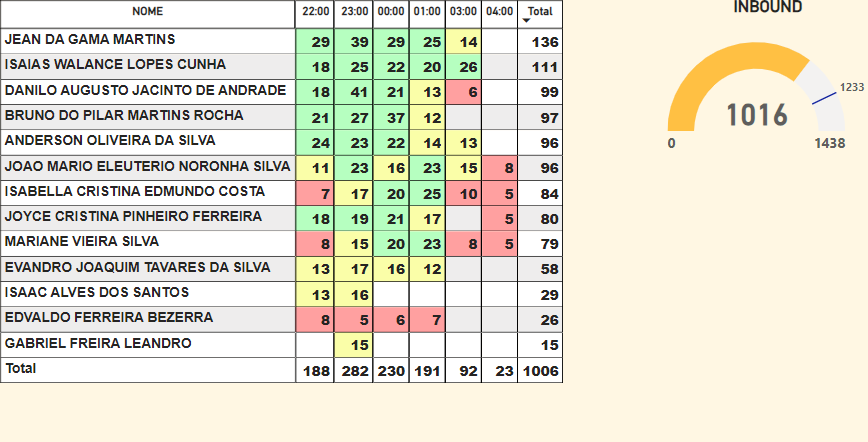 NOME 22:00 23:00 00:00 01:00 03:00 04:00 Total
JEAN DA GAMA MARTINS 29 39 29 25 14 136
ISAIAS WALANCE LOPES CUNHA 18 25 22 20 26 111
DANILO AUGUSTO JACINTO DE ANDRADE 18 41 21 13 6 99
BRUNO DO PILAR MARTINS ROCHA 21 27 37 12 97
ANDERSON OLIVEIRA DA SILVA 24 23 22 14 13 96
JOAO MARIO ELEUTERIO NORONHA SILVA 11 23 16 23 15 8 96
ISABELLA CRISTINA EDMUNDO COSTA 7 17 20 25 10 5 84
JOYCE CRISTINA PINHEIRO FERREIRA 18 19 21 17 5 80
MARIANE VIEIRA SILVA 8 15 20 23 8 5 79
EVANDRO JOAQUIM TAVARES DA SILVA 13 17 16 12 58
ISAAC ALVES DOS SANTOS 13 16 29
EDVALDO FERREIRA BEZERRA 8 5 6 7 26
GABRIEL FREIRA LEANDRO 15 15
Total 188 282 230 191 92 23 1006
INBOUND
1233
1016
0 1438